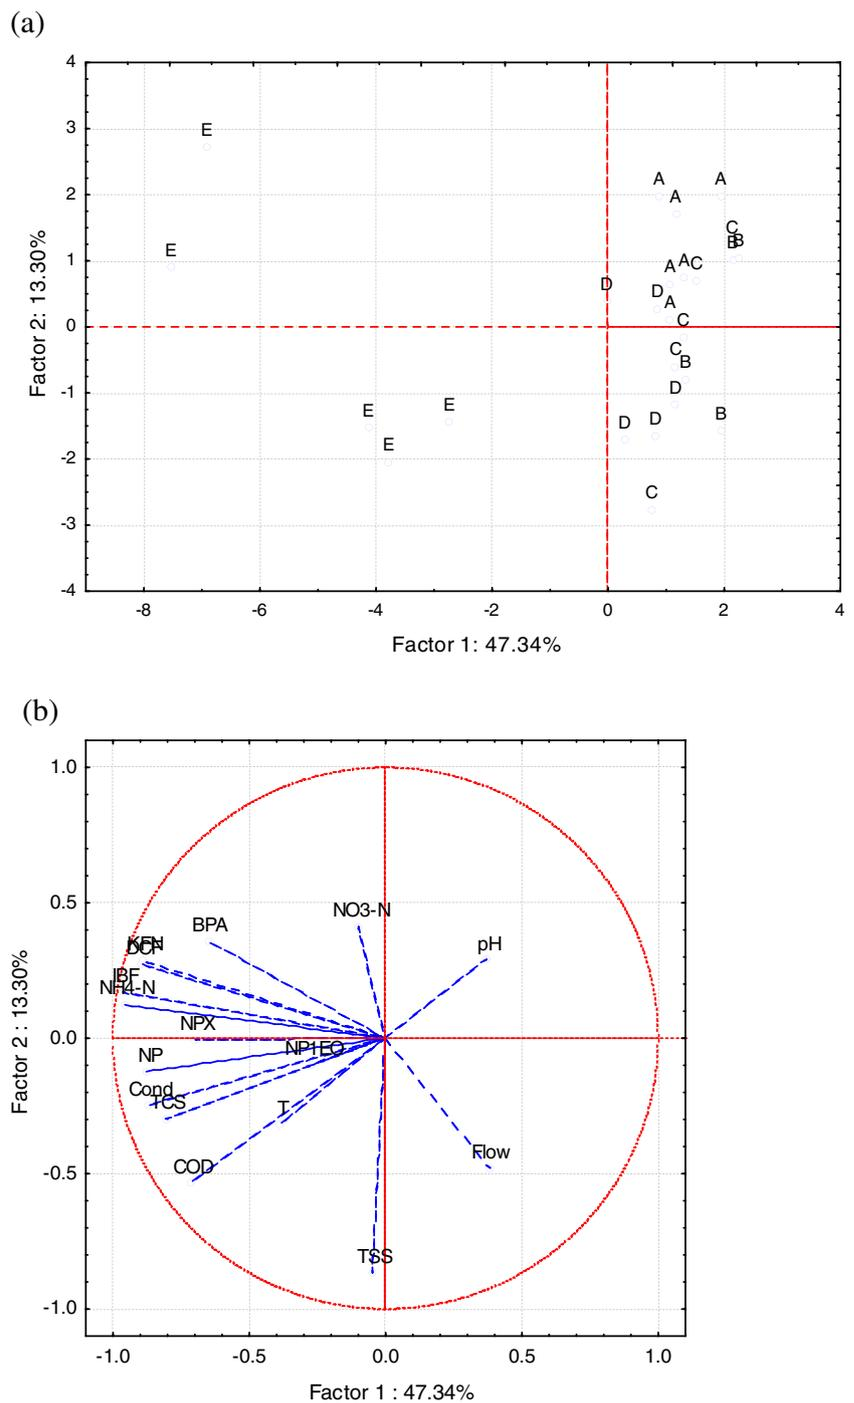 (a)
4
3
2
1
0
-1
-2
-3
-4
Factor 2: 13.30%
E
E
E
E
E
A
A
A
C
B
B
A
A
C
D
D
A
C
C
B
D
D
D
B
C
-8
-6
-4
-2
0
2
4
Factor 1: 47.34%
(b)
1.0
0.5
0.0
-0.5
-1.0
Factor 2 : 13.30%
NO3-N
BPA
pH
KFN
DCF
IBF
NH4-N
NPX
NP1EO
NP
Cond
TCS
T
Flow
COD
TSS
-1.0
-0.5
0.0
0.5
1.0
Factor 1 : 47.34%